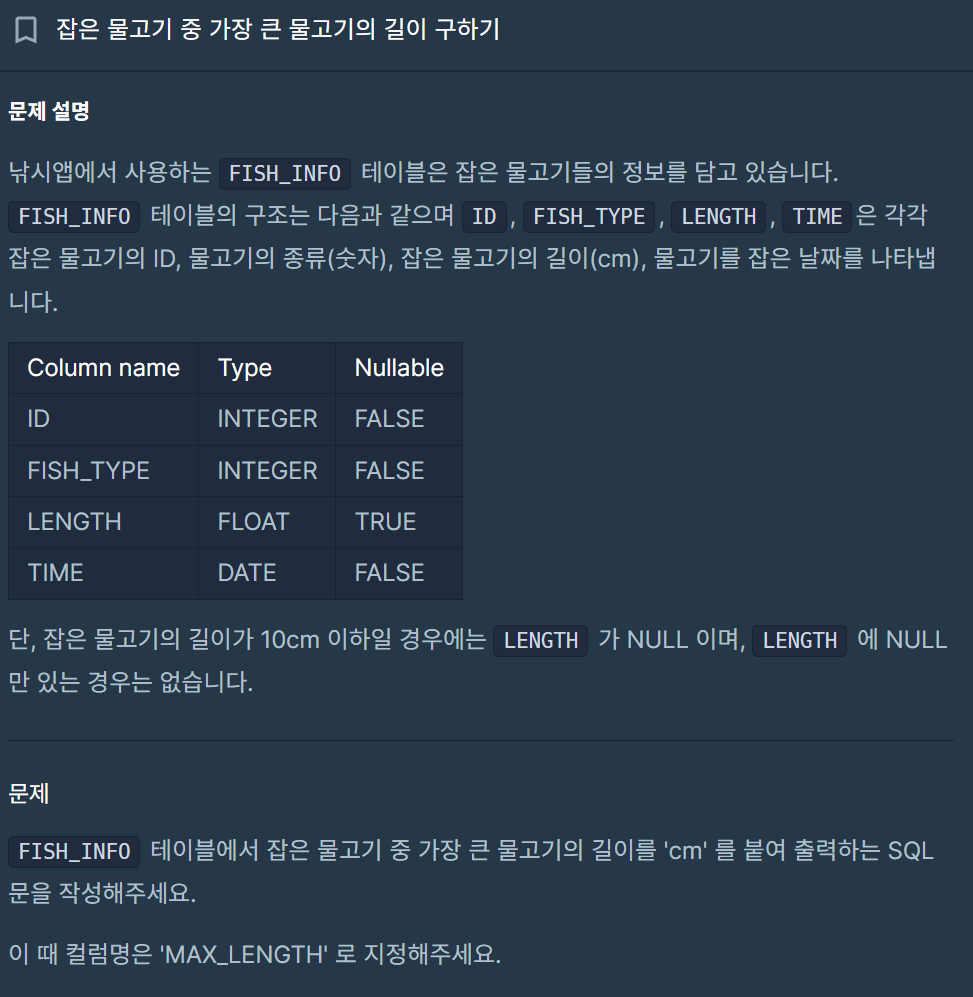 잡은 물고기 중 가장 큰 물고기의 길이 구하기
문제 설명
낚시앱에서 사용하는 FISH_INFO 테이블은 잡은 물고기들의 정보를 담고 있습니다.
FISH_INFO 테이블의 구조는 다음과 같으며 ID, FISH_TYPE, LENGTH, TIME은 각각
잡은 물고기의 ID, 물고기의 종류(숫자), 잡은 물고기의 길이(cm), 물고기를 잡은 날짜를 나타냅
니다.
Column name Type Nullable
ID INTEGER FALSE
FISH_TYPE INTEGER FALSE
LENGTH FLOAT TRUE
TIME DATE FALSE
단, 잡은 물고기의 길이가 10cm 이하일 경우에는 LENGTH 가 NULL 이며, LENGTH 에 NULL
만 있는 경우는 없습니다.
문제
FISH_INFO 테이블에서 잡은 물고기 중 가장 큰 물고기의 길이를 'cm' 를 붙여 출력하는 SQL
문을 작성해주세요.
이 때 컬럼명은 'MAX_LENGTH' 로 지정해주세요.